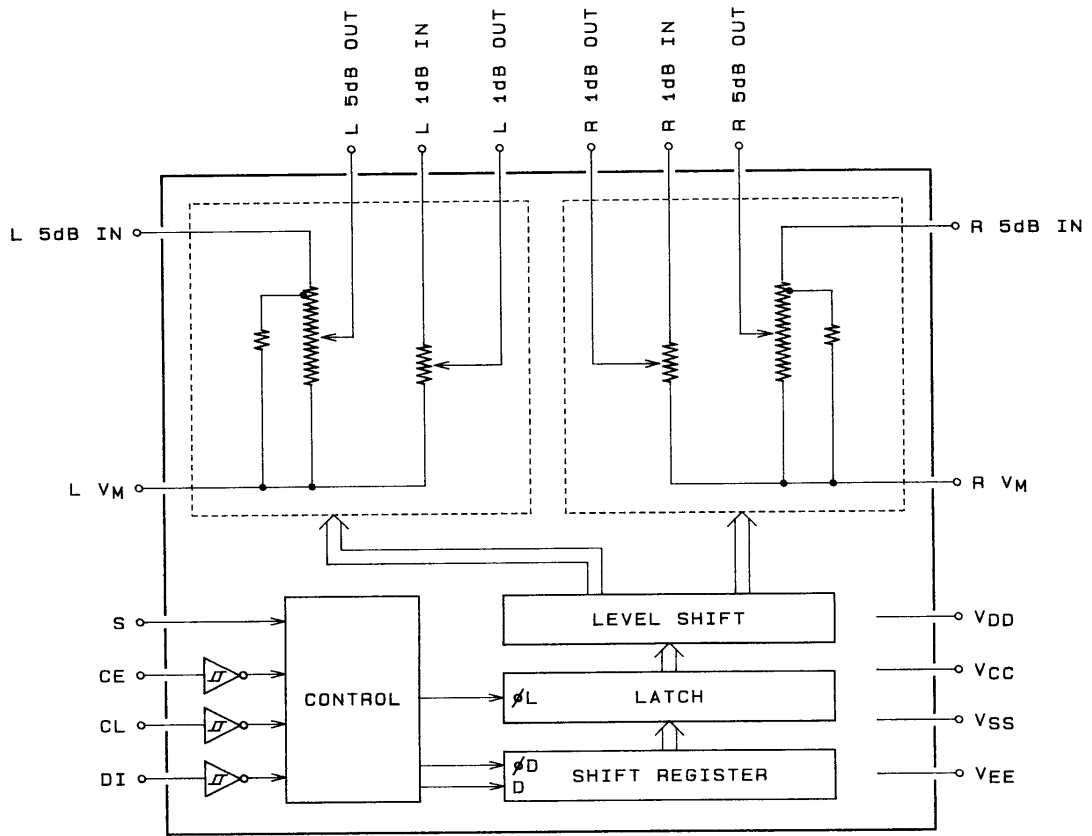 L 5dB OUT
L 1dB IN
L 1dB OUT
R 1dB OUT
R 1dB IN
R 5dB OUT
L 5dB IN
R 5dB IN
L VM
R VM
S
CE
CL
DI
CONTROL
LEVEL SHIFT
øL LATCH
øD
D
SHIFT REGISTER
VDD
VCC
VSS
VEE